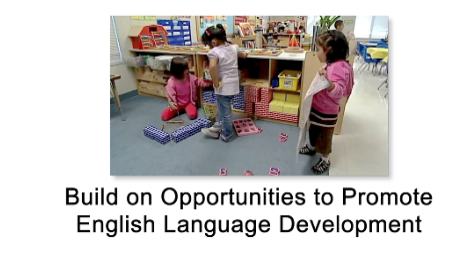 Build on Opportunities to Promote
English Language Development